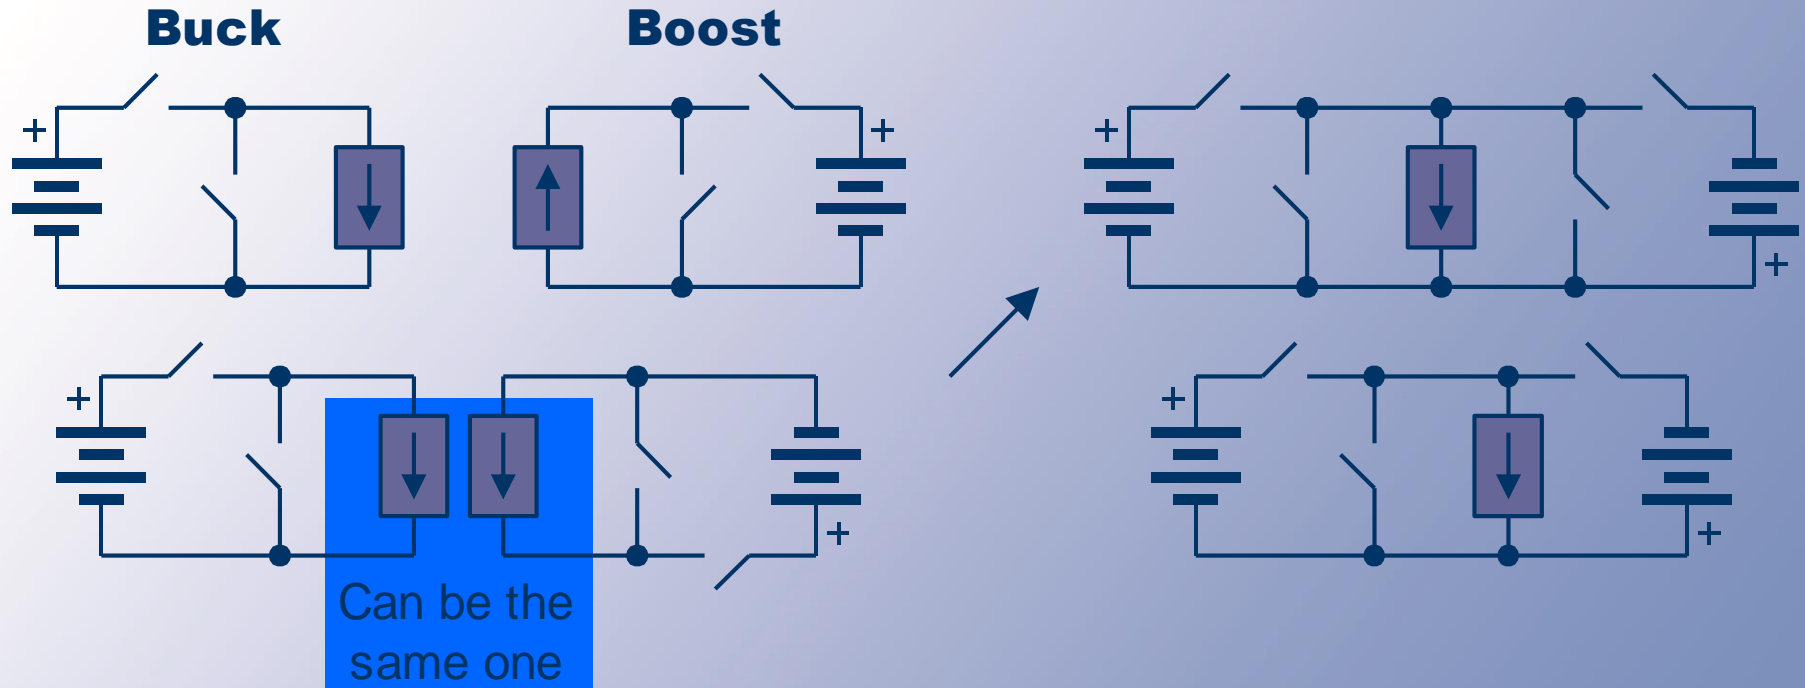 Buck
Boost
+
+
+
+
+
+
+
+
Can be the
same one